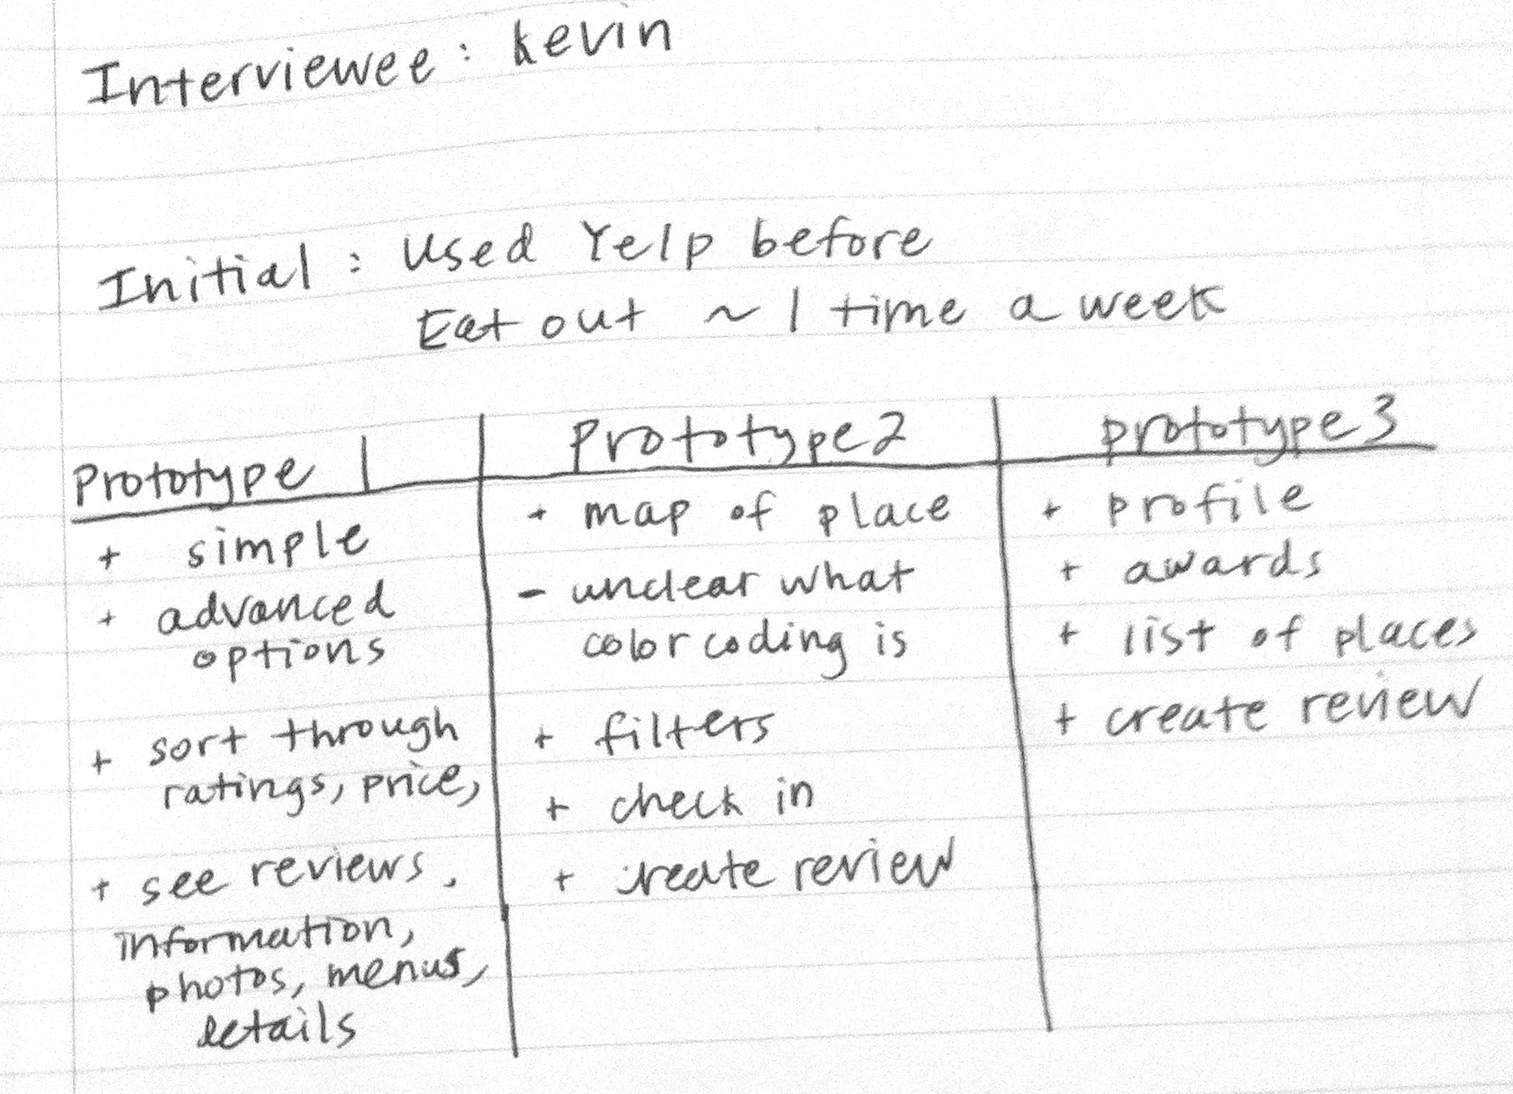 Interviewee: Kevin
Initial: Used Yelp before
Eat out ~ 1 time a week
Prototype 1
+ simple
+ advanced
options
+ sort through
ratings, price,
+ see reviews,
information,
photos, menus,
details
Prototype 2
+ map of place
- unclear what
color coding is
+ filters
+ check in
+ create review
prototype 3
+ profile
+ awards
+ list of places
+ create review